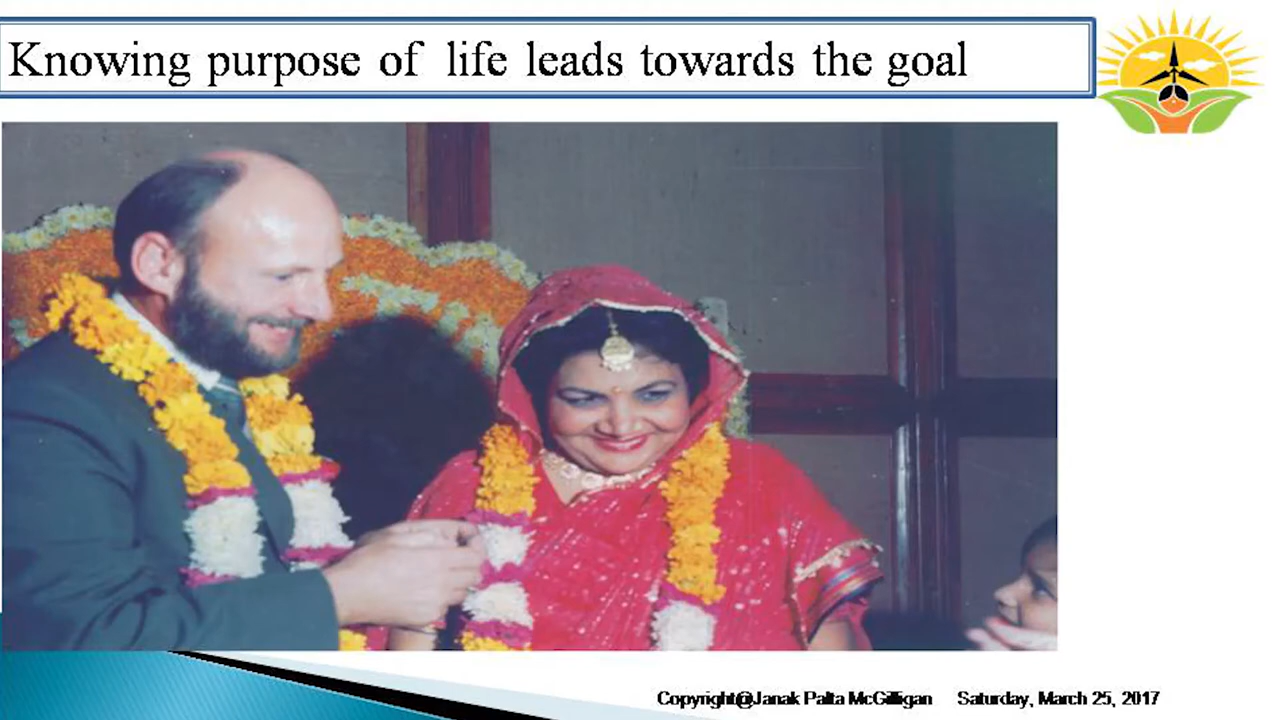 Knowing purpose of life leads towards the goal
Copyright@Janak Palta McGilligan Saturday, March 25, 2017